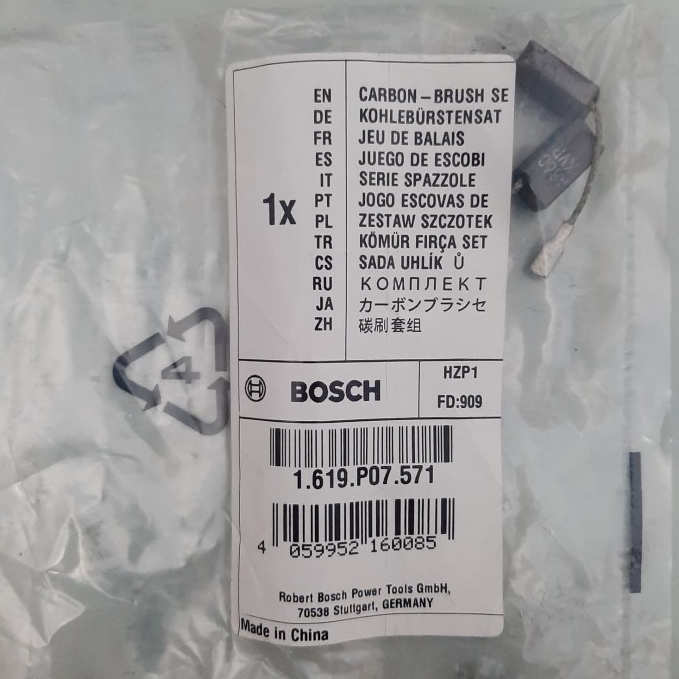 1x
EN CARBON-BRUSH SE
DE KOHLEBÜRSTENSAT
FR JEU DE BALAIS
ES JUEGO DE ESCOBI
IT SERIE SPAZZOLE
PT JOGO ESCOVAS DE
PL ZESTAW SZCZOTEK
TR KÖMÜR FIRÇA SET
CS SADA UHLÍK Ů
RU КОМПЛЕКТ
JA カーボンブラシセ
ZH 碳刷套组
4
BOSCH
HZP1
FD:909
1.619.P07.571
4 059952 160085
Robert Bosch Power Tools GmbH,
70538 Stuttgart, GERMANY
Made in China